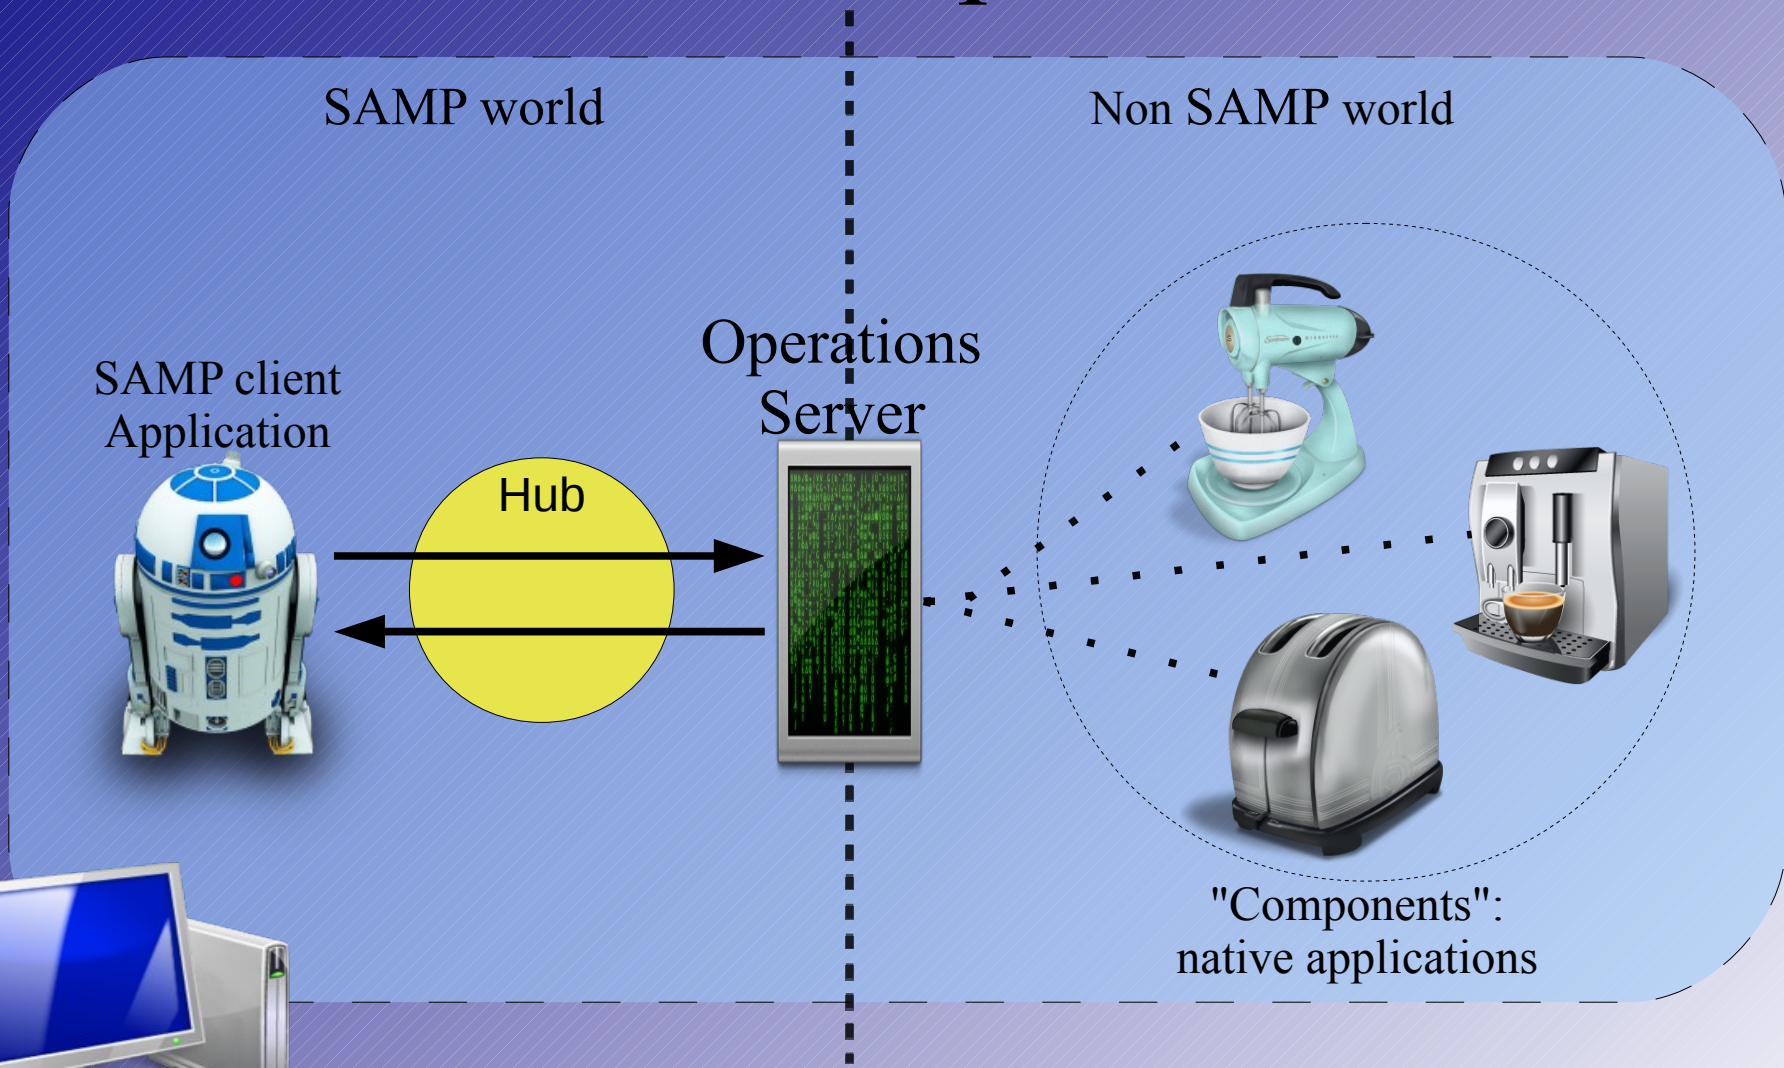 SAMP world
Non SAMP world
Operations
Server
SAMP client
Application
Hub
"Components":
native applications